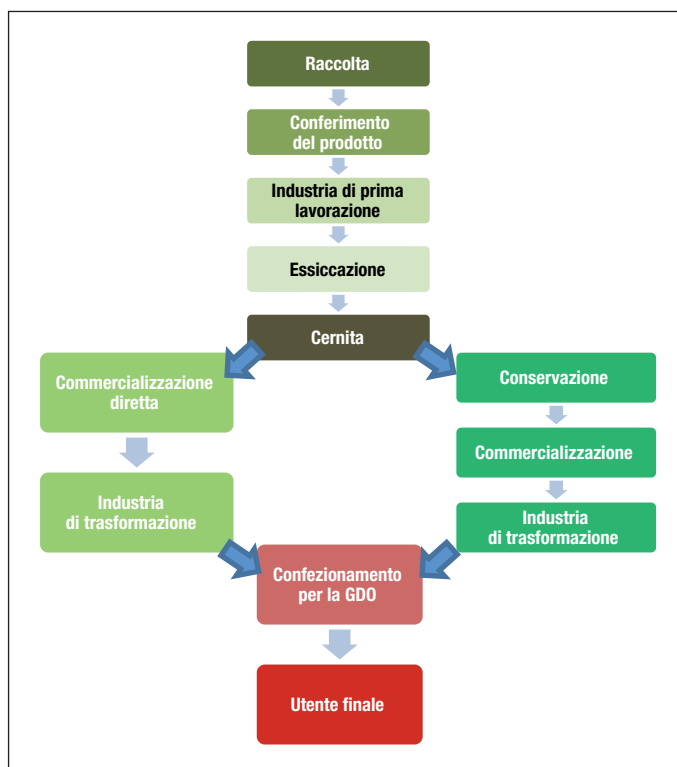 Raccolta
Conferimento
del prodotto
Industria di prima
lavorazione
Essiccazione
Cernita
Commercializzazione
diretta
Industria
di trasformazione
Conservazione
Commercializzazione
Industria
di trasformazione
Confezionamento
per la GDO
Utente finale